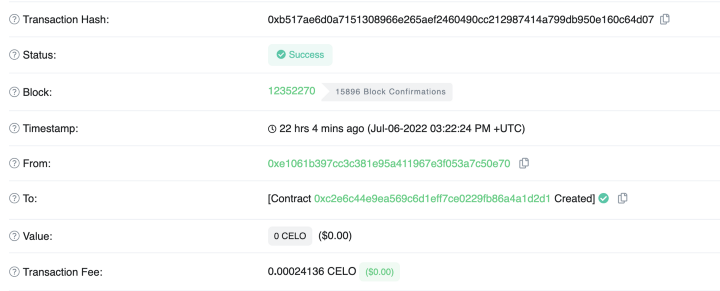 Transaction Hash: 0xb517ae6d0a7151308966e265aef2460490cc212987414a799db950e160c64d07
Status: Success
Block: 12352270 15896 Block Confirmations
Timestamp: 22 hrs 4 mins ago (Jul-06-2022 03:22:24 PM +UTC)
From: 0xe1061b397cc3c381e95a411967e3f053a7c50e70
To: [Contract 0xc2e6c44e9ea569c6d1eff7ce0229fb86a4a1d2d1 Created]
Value: 0 CELO ($0.00)
Transaction Fee: 0.00024136 CELO ($0.00)